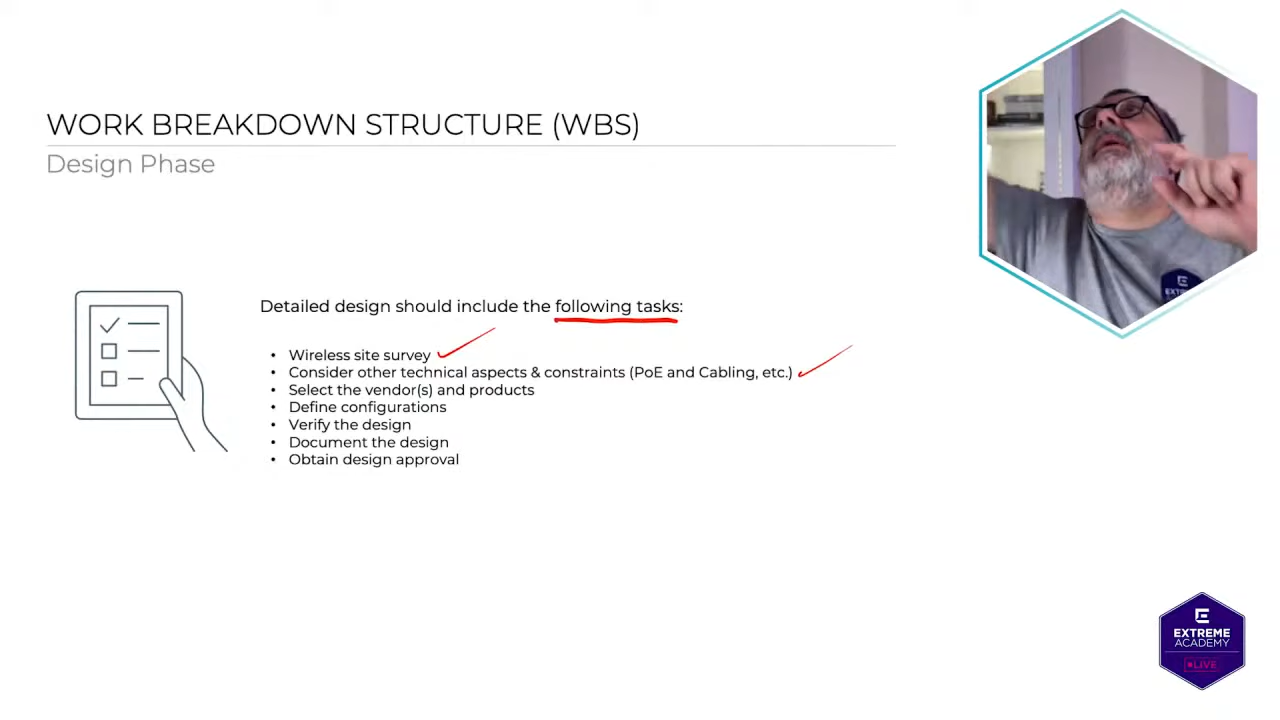 WORK BREAKDOWN STRUCTURE (WBS)
Design Phase
Detailed design should include the following tasks:
• Wireless site survey
• Consider other technical aspects & constraints (PoE and Cabling, etc.)
• Select the vendor(s) and products
• Define configurations
• Verify the design
• Document the design
• Obtain design approval
EXTREME
EXTREME
ACADEMY
LIVE